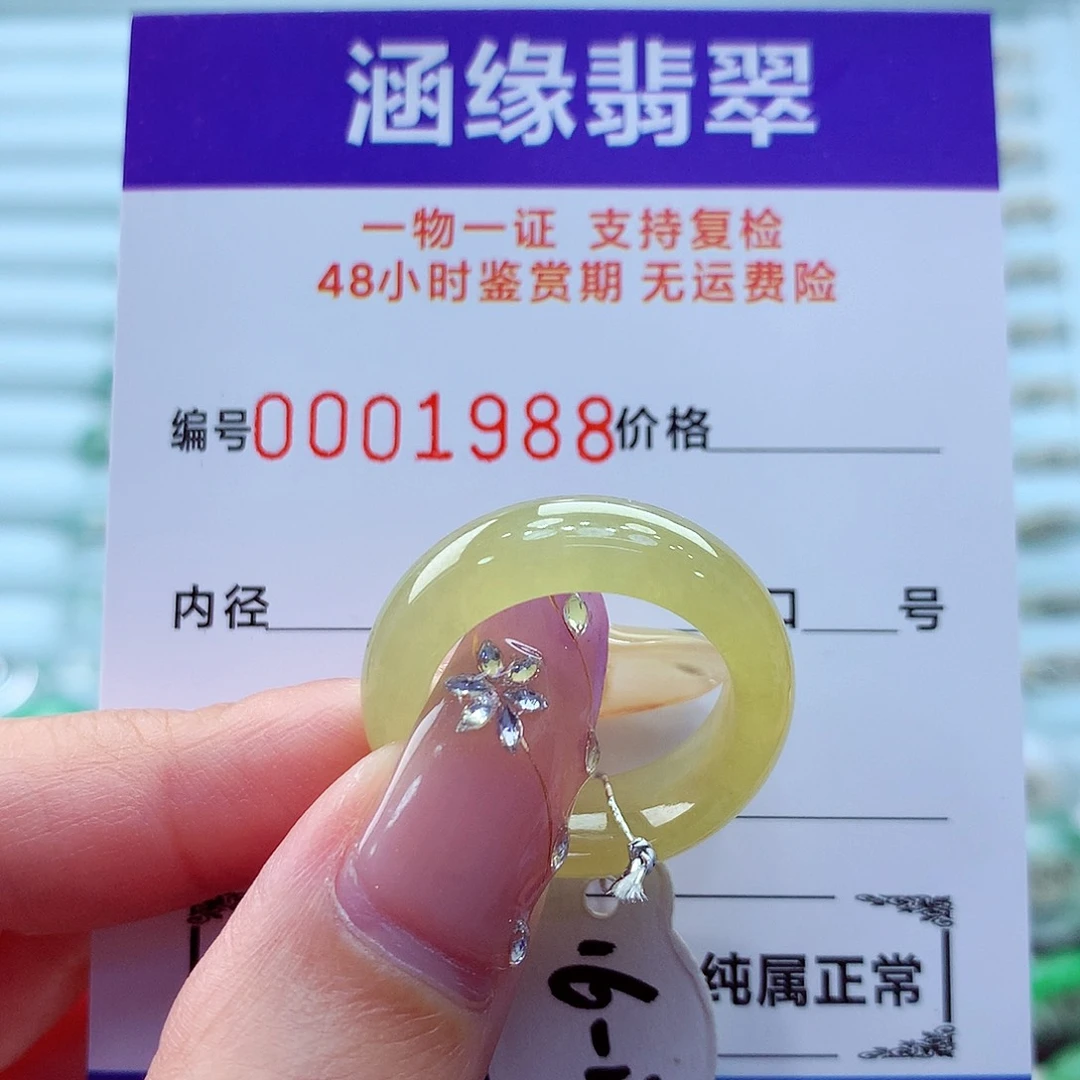 涵缘翡翠
一物一证 支持复检
48小时鉴赏期 无运费险
编号0001988价格
内径
口 号
纯属正常